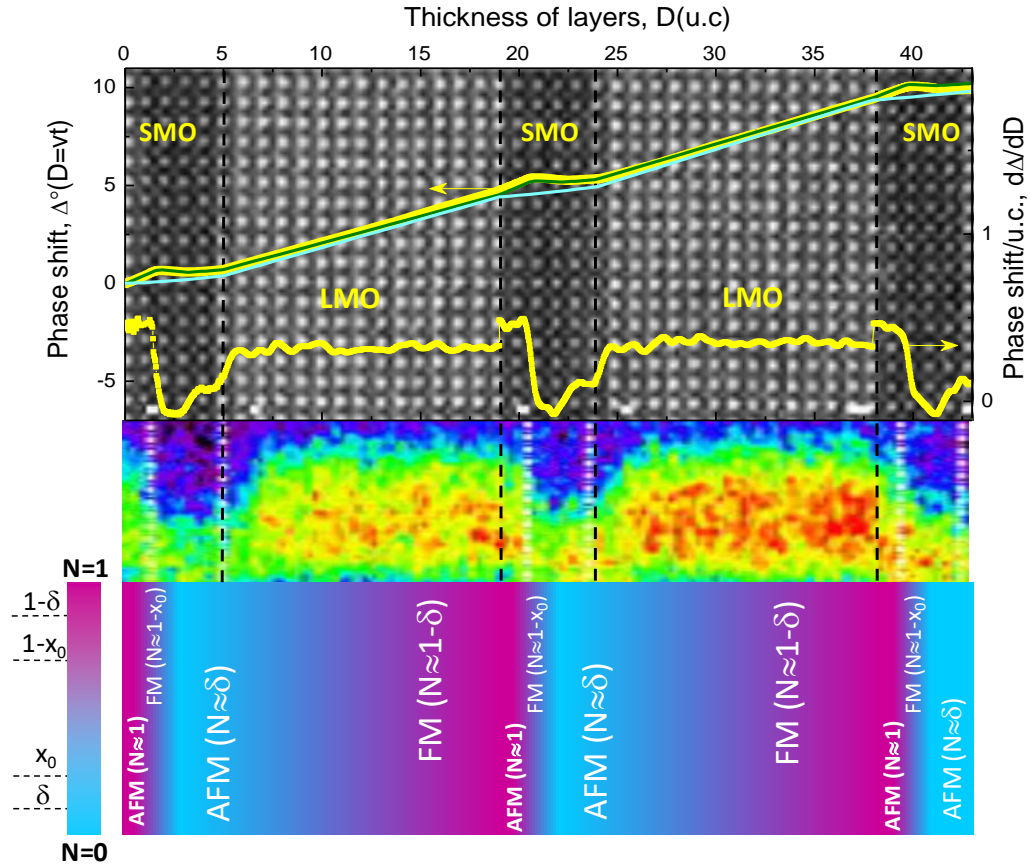 Thickness of layers, D(u.c)
0 5 10 15 20 25 30 35 40
10
5
0
-5
Phase shift, Δ°(D=vt)
SMO
SMO
SMO
LMO
LMO
1
0
Phase shift/u.c., dΔ/dD
N=1
1-δ
1-x₀
x₀
δ
N=0
AFM (N≈1)
FM (N≈1-x₀)
AFM (N≈δ)
FM (N≈1-δ)
AFM (N≈1)
FM (N≈1-x₀)
AFM (N≈δ)
FM (N≈1-δ)
AFM (N≈1)
FM (N≈1-x₀)
AFM (N≈δ)